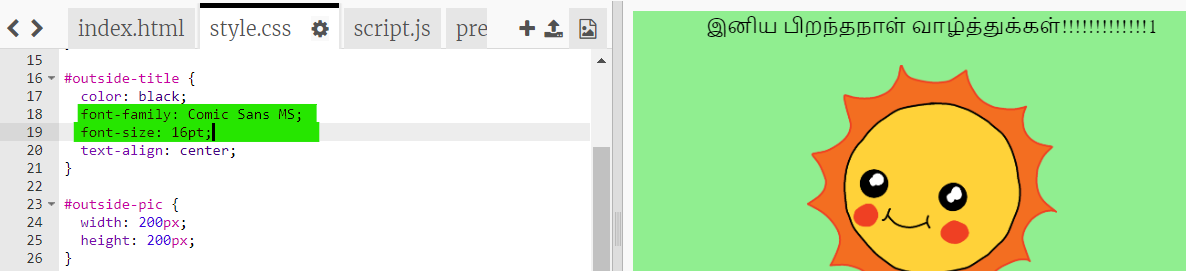 index.html style.css script.js pre
15
16 #outside-title {
17 color: black;
18 font-family: Comic Sans MS;
19 font-size: 16pt;
20 text-align: center;
21 }
22
23 #outside-pic {
24 width: 200px;
25 height: 200px;
26 }
இனிய பிறந்தநாள் வாழ்த்துக்கள்!!!!!!!!!!!!!1